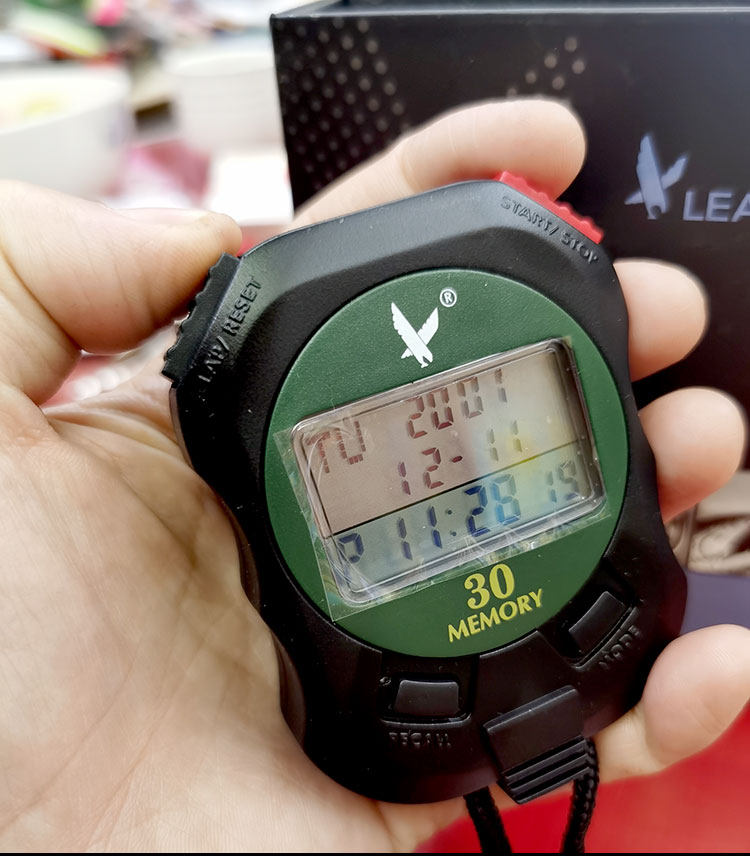 LEA
START/STOP
LAP/RESET
®
TU 2001
12-11
P 11:28 19
30
MEMORY
MODE
RECALL